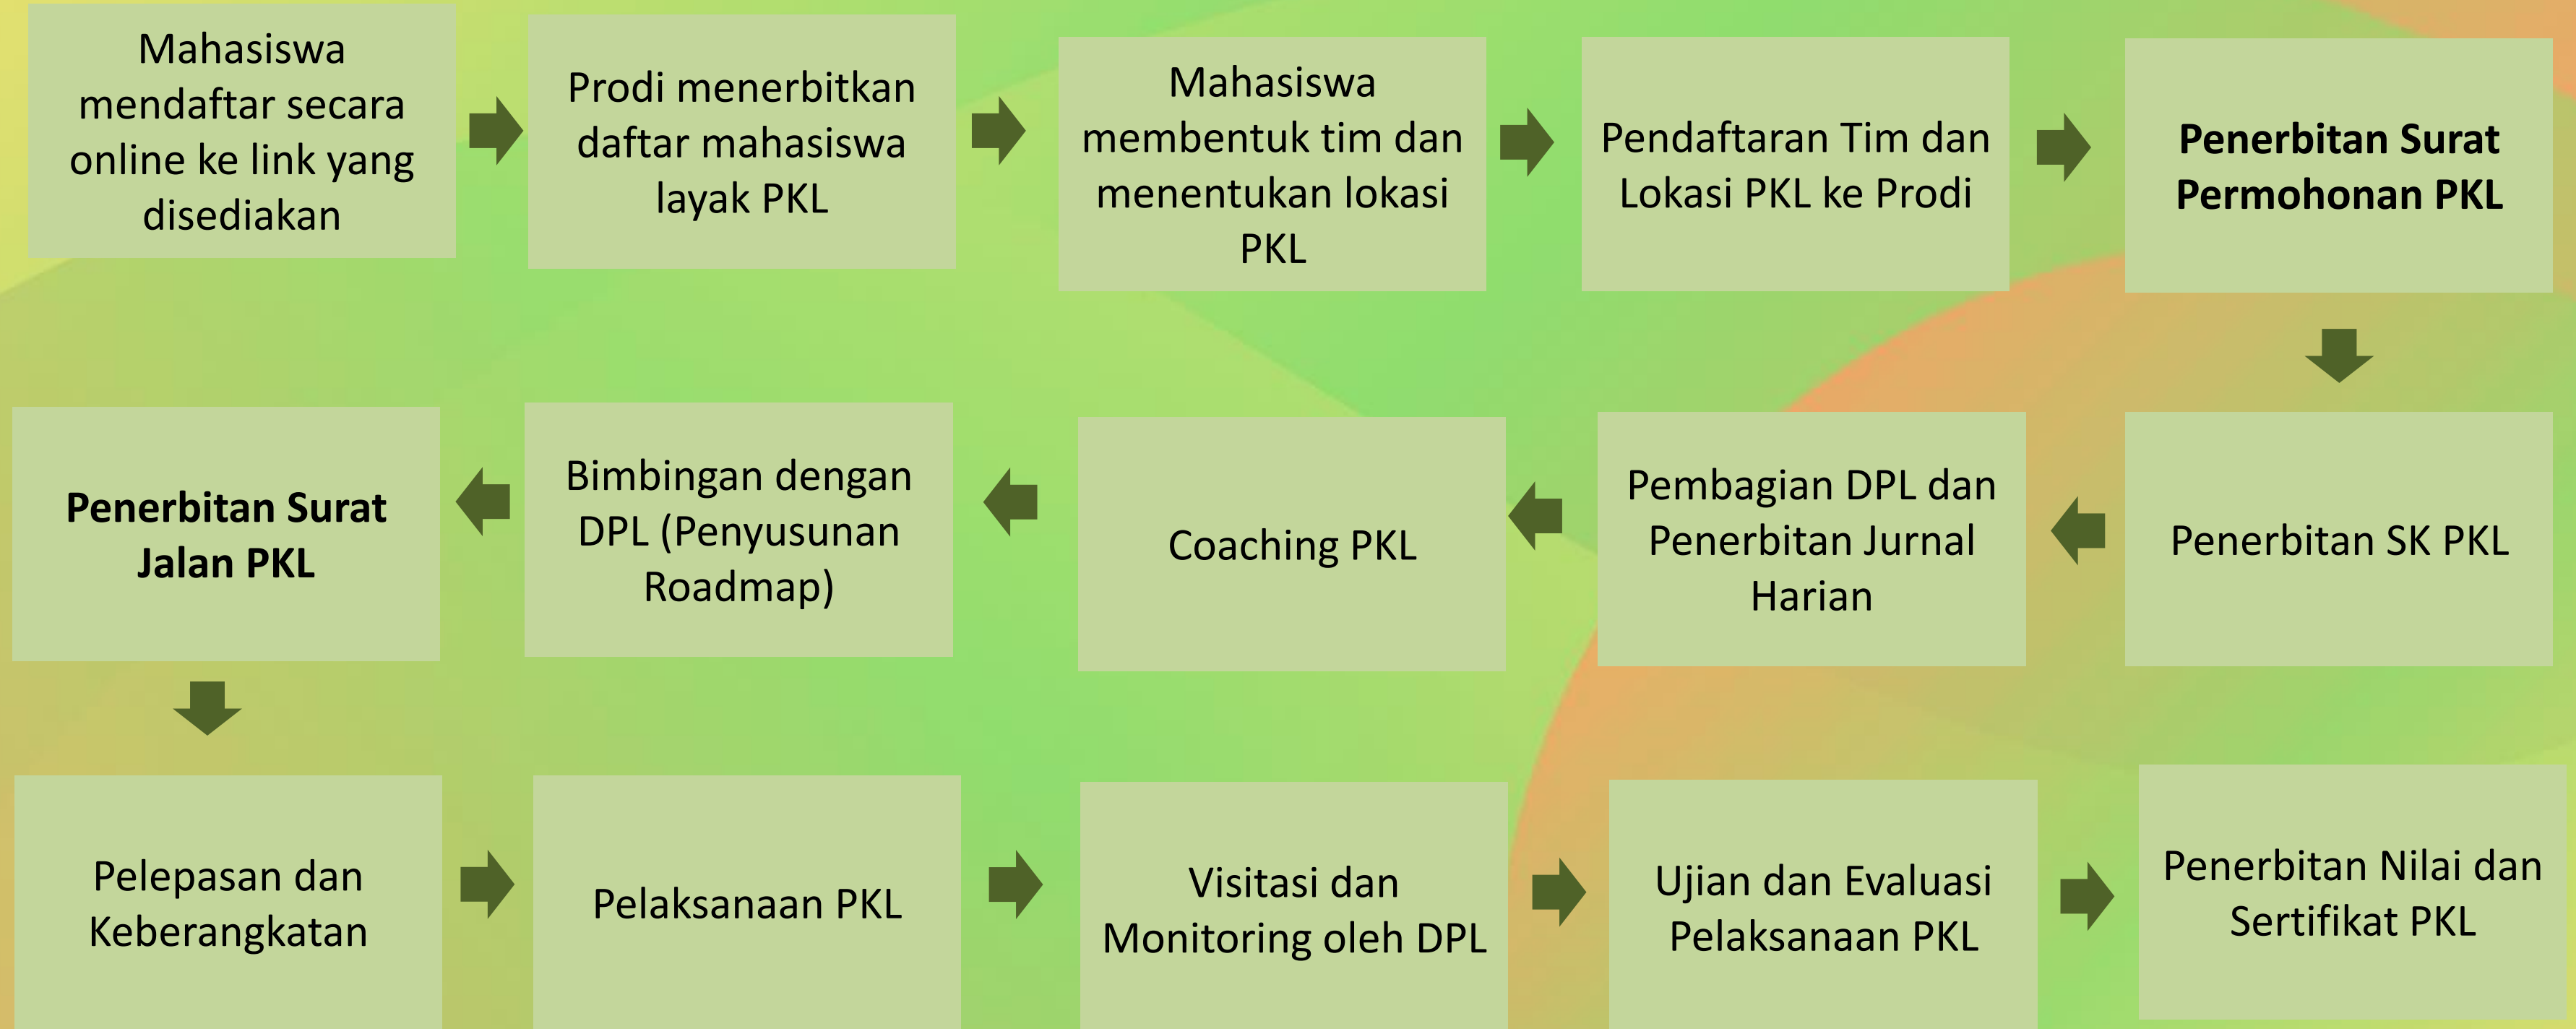 Mahasiswa
mendaftar secara
online ke link yang
disediakan
Prodi menerbitkan
daftar mahasiswa
layak PKL
Mahasiswa
membentuk tim dan
menentukan lokasi
PKL
Pendaftaran Tim dan
Lokasi PKL ke Prodi
Penerbitan Surat
Permohonan PKL
Penerbitan SK PKL
Pembagian DPL dan
Penerbitan Jurnal
Harian
Coaching PKL
Bimbingan dengan
DPL (Penyusunan
Roadmap)
Penerbitan Surat
Jalan PKL
Pelepasan dan
Keberangkatan
Pelaksanaan PKL
Visitasi dan
Monitoring oleh DPL
Ujian dan Evaluasi
Pelaksanaan PKL
Penerbitan Nilai dan
Sertifikat PKL